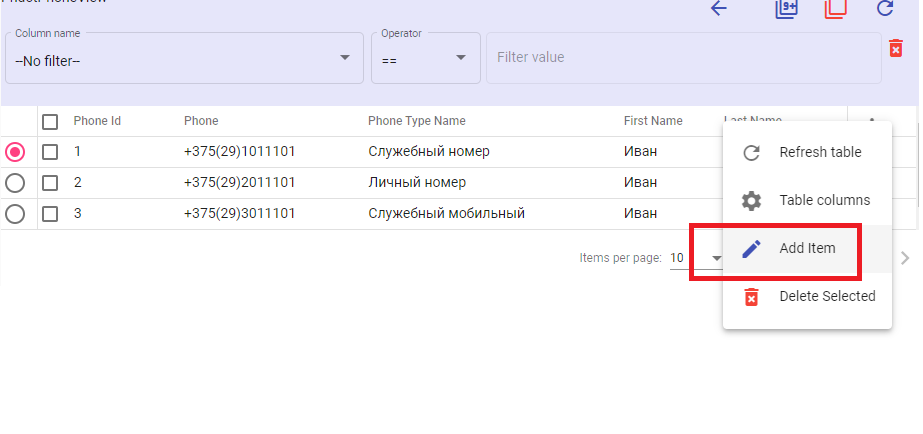 9+
Column name
Operator
--No filter--
==
Filter value
Phone Id
Phone
Phone Type Name
First Name
Last Name
1
+375(29)1011101
Служебный номер
Иван
2
+375(29)2011101
Личный номер
Иван
3
+375(29)3011101
Служебный мобильный
Иван
Items per page:
10
Refresh table
Table columns
Add Item
Delete Selected